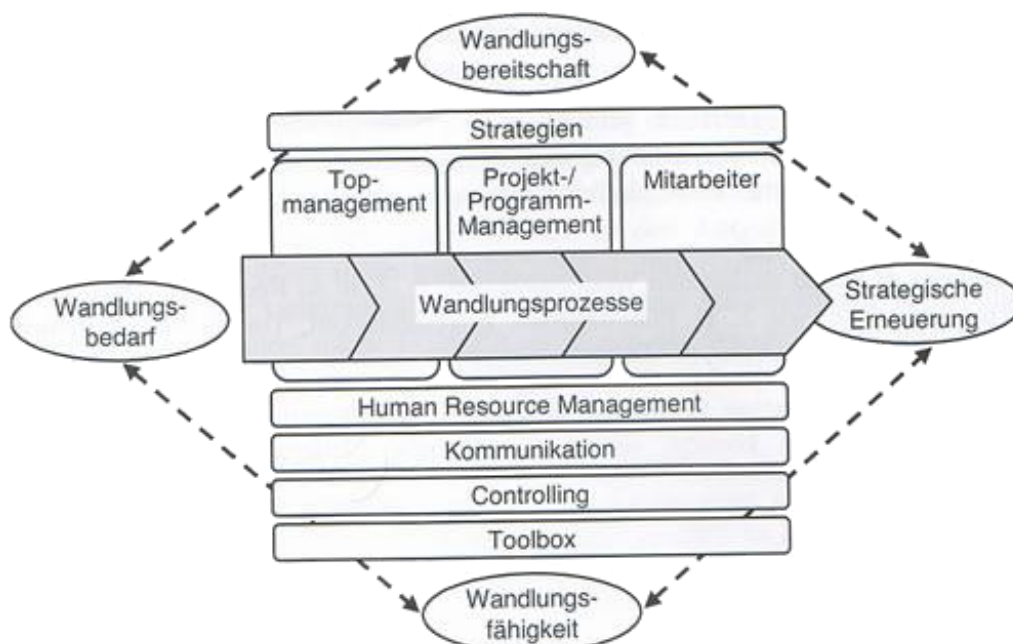 Wandlungs-
bereitschaft
Strategien
Top-
management
Projekt-/
Programm-
Management
Mitarbeiter
Wandlungs-
bedarf
Wandlungsprozesse
Strategische
Erneuerung
Human Resource Management
Kommunikation
Controlling
Toolbox
Wandlungs-
fähigkeit